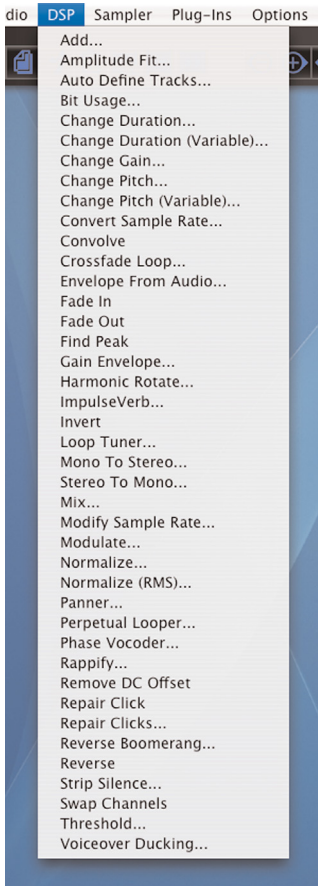 dio DSP Sampler Plug-Ins Options
Add...
Amplitude Fit...
Auto Define Tracks...
Bit Usage...
Change Duration...
Change Duration (Variable)...
Change Gain...
Change Pitch...
Change Pitch (Variable)...
Convert Sample Rate...
Convolve
Crossfade Loop...
Envelope From Audio...
Fade In
Fade Out
Find Peak
Gain Envelope...
Harmonic Rotate...
ImpulseVerb...
Invert
Loop Tuner...
Mono To Stereo...
Stereo To Mono...
Mix...
Modify Sample Rate...
Modulate...
Normalize...
Normalize (RMS)...
Panner...
Perpetual Looper...
Phase Vocoder...
Rappify...
Remove DC Offset
Repair Click
Repair Clicks...
Reverse Boomerang...
Reverse
Strip Silence...
Swap Channels
Threshold...
Voiceover Ducking...